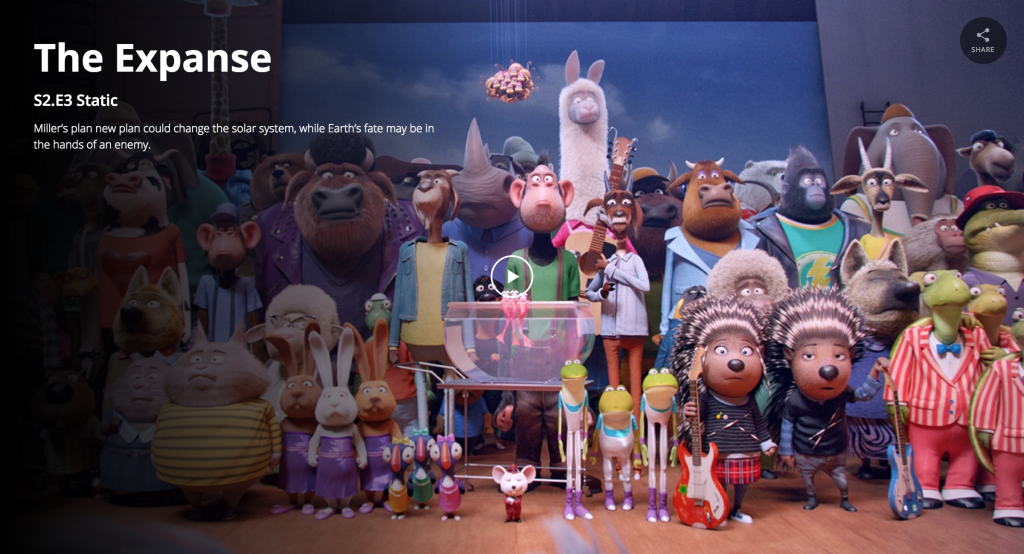 The Expanse
SHARE
S2.E3 Static
Miller's plan new plan could change the solar system, while Earth's fate may be in
the hands of an enemy.